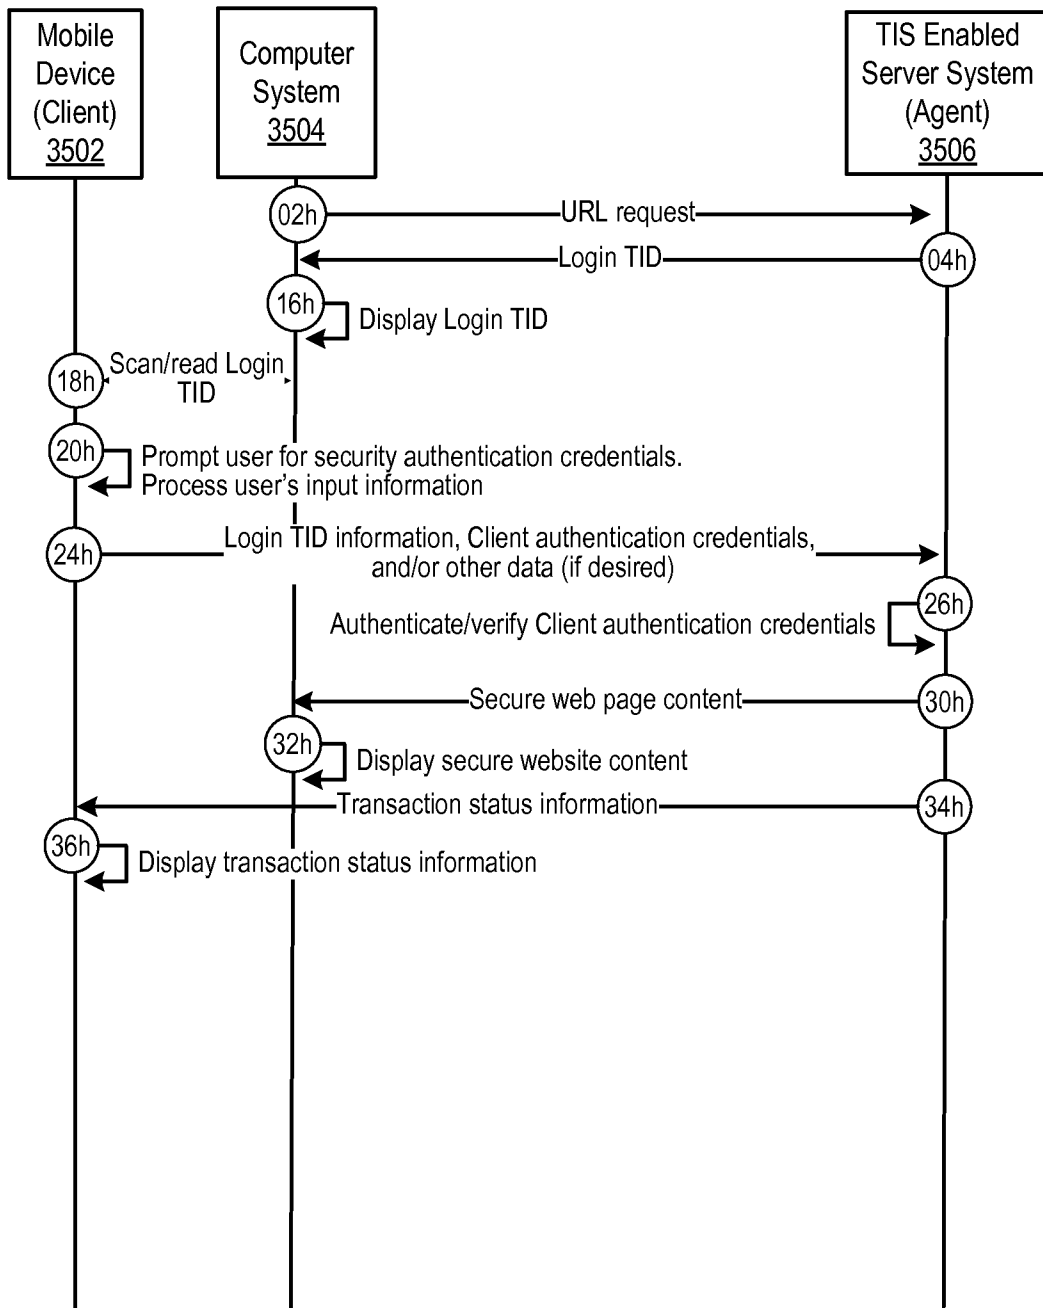 Mobile
Device
(Client)
3502
Computer
System
3504
TIS Enabled
Server System
(Agent)
3506
02h
URL request
Login TID
04h
16h
Display Login TID
18h
Scan/read Login
TID
20h
Prompt user for security authentication credentials.
Process user's input information
24h
Login TID information, Client authentication credentials,
and/or other data (if desired)
26h
Authenticate/verify Client authentication credentials
Secure web page content
30h
32h
Display secure website content
Transaction status information
34h
36h
Display transaction status information